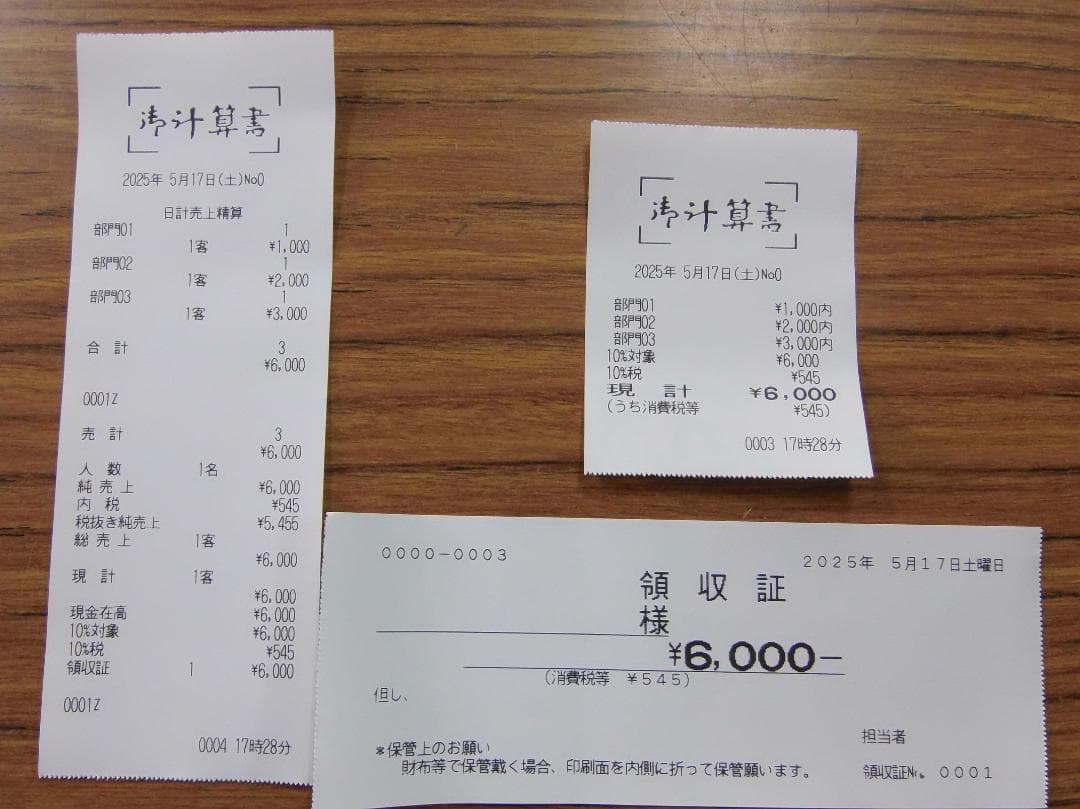 御計算書
2025年 5月17日(土)No0
日計売上精算
部門01 1
1客 ¥1,000
部門02 1
1客 ¥2,000
部門03 1
1客 ¥3,000
合 計 3
¥6,000
0001Z
売 計 3
¥6,000
人 数 1名
純 売 上 ¥6,000
内 税 ¥545
税抜き純売上 ¥5,455
総 売 上 1客
¥6,000
現 計 1客
¥6,000
現金在高 ¥6,000
10%対象 ¥6,000
10%税 ¥545
領収証 1 ¥6,000
0001Z
0004 17時28分
御計算書
2025年 5月17日(土)No0
部門01 ¥1,000内
部門02 ¥2,000内
部門03 ¥3,000内
10%対象 ¥6,000
10%税 ¥545
現 計 ¥6,000
(うち消費税等 ¥545)
0003 17時28分
0000-0003
2025年 5月17日土曜日
領 収 証
様
¥6,000-
(消費税等 ¥545)
但し、
担当者
*保管上のお願い
財布等で保管戴く場合、印刷面を内側に折って保管願います。
領収証No. 0001